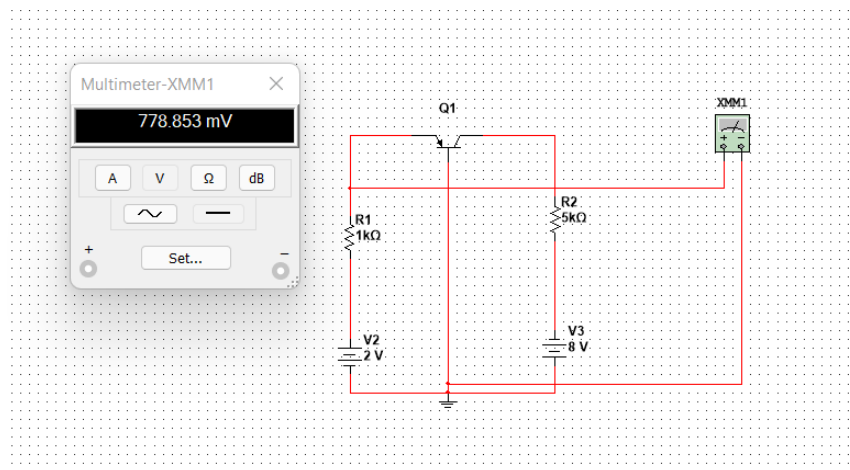 Multimeter-XMM1
778.853 mV
A V Ω dB
+ −
Set...
Q1
XMM1
+ −
R1
1kΩ
R2
5kΩ
V2
2 V
V3
8 V